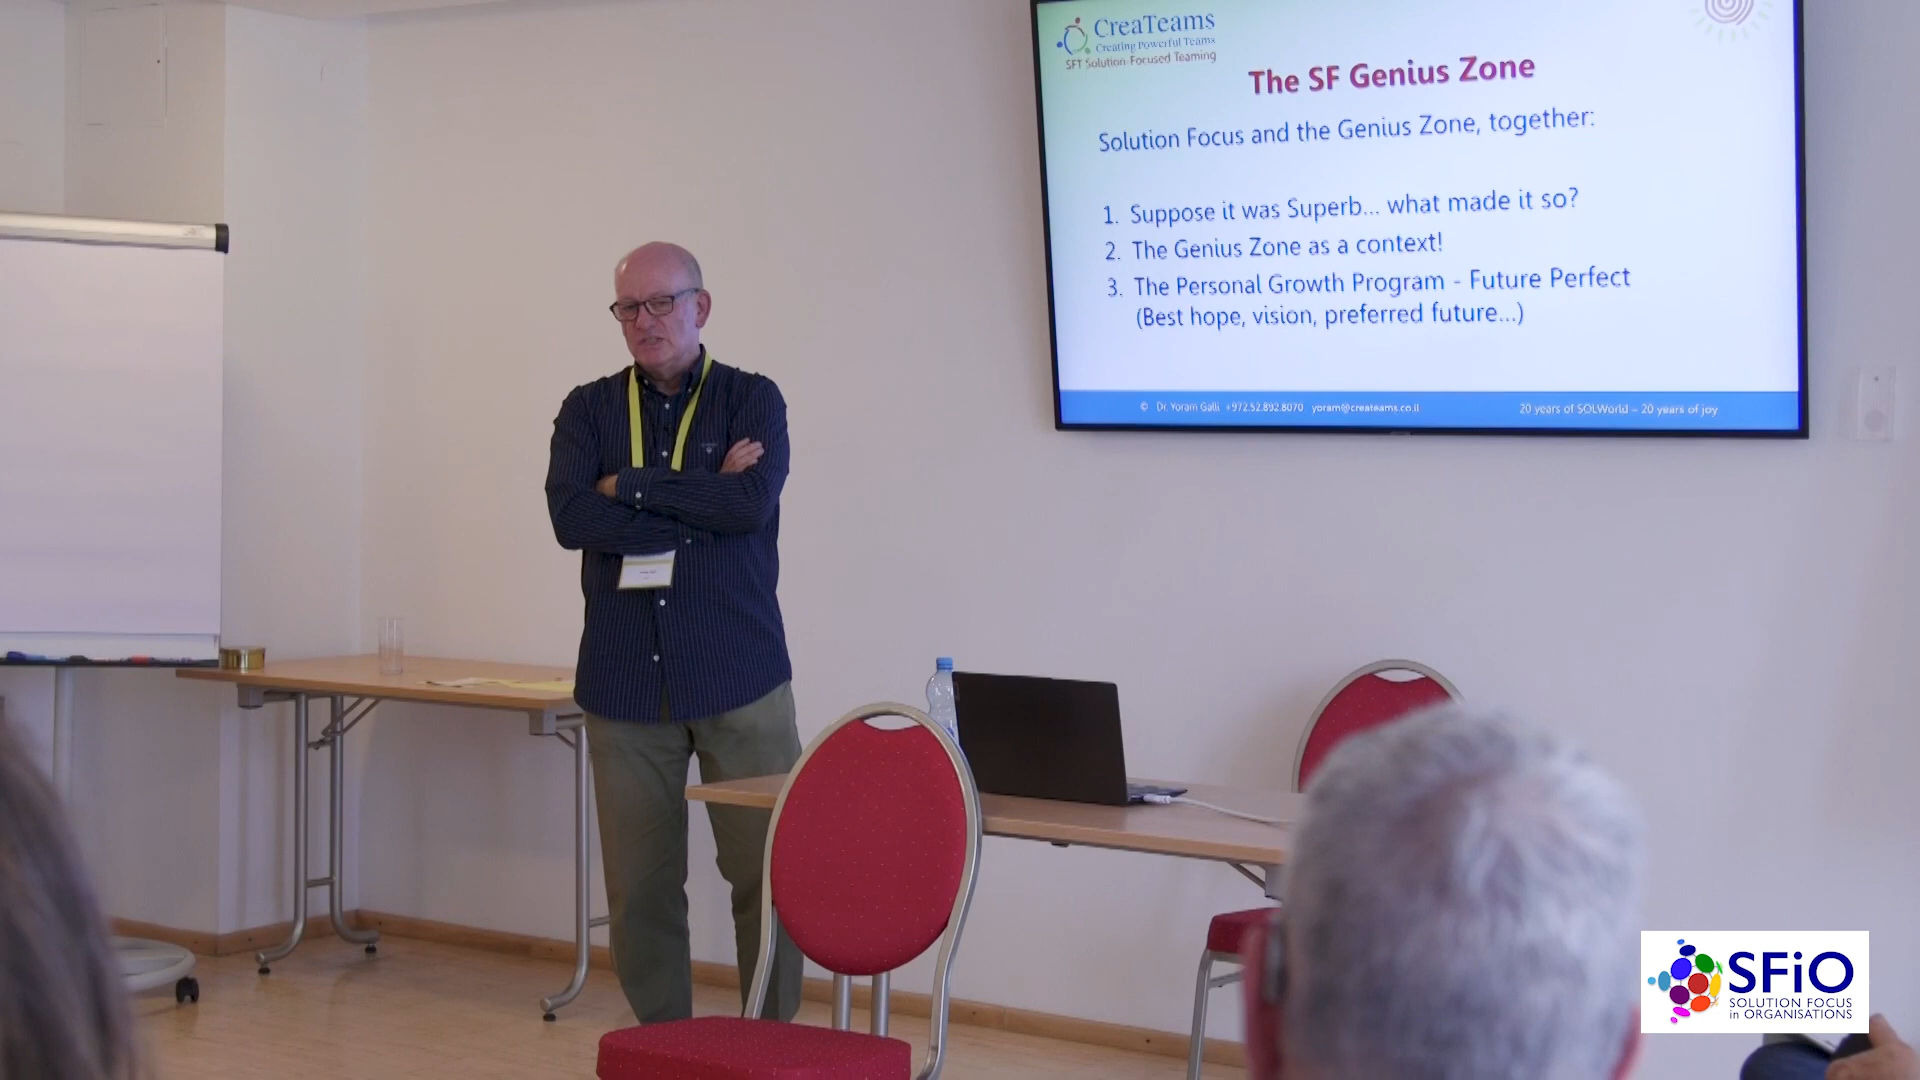 CreaTeams
Creating Powerful Teams
SFT Solution-Focused Teaming
The SF Genius Zone
Solution Focus and the Genius Zone, together:
1. Suppose it was Superb... what made it so?
2. The Genius Zone as a context!
3. The Personal Growth Program - Future Perfect
(Best hope, vision, preferred future...)
© Dr. Yoram Galli +972.52.892.8070 yoram@createams.co.il
20 years of SOLWorld – 20 years of joy
SFiO
SOLUTION FOCUS
in ORGANISATIONS